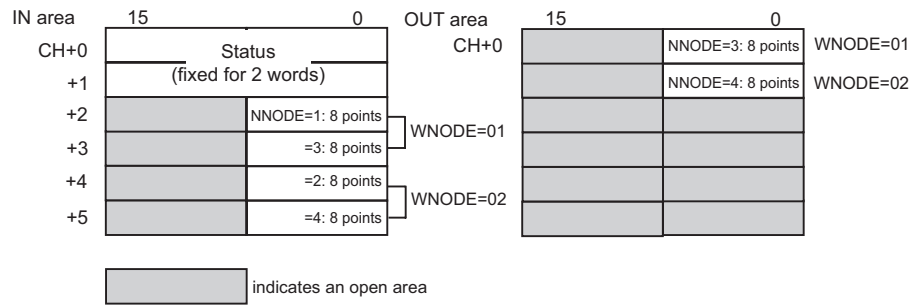 IN area 15 0 OUT area 15 0
CH+0 Status CH+0 NNODE=3: 8 points WNODE=01
(fixed for 2 words)
+1 NNODE=4: 8 points WNODE=02
+2 NNODE=1: 8 points
WNODE=01
+3 =3: 8 points
+4 =2: 8 points
WNODE=02
+5 =4: 8 points
indicates an open area